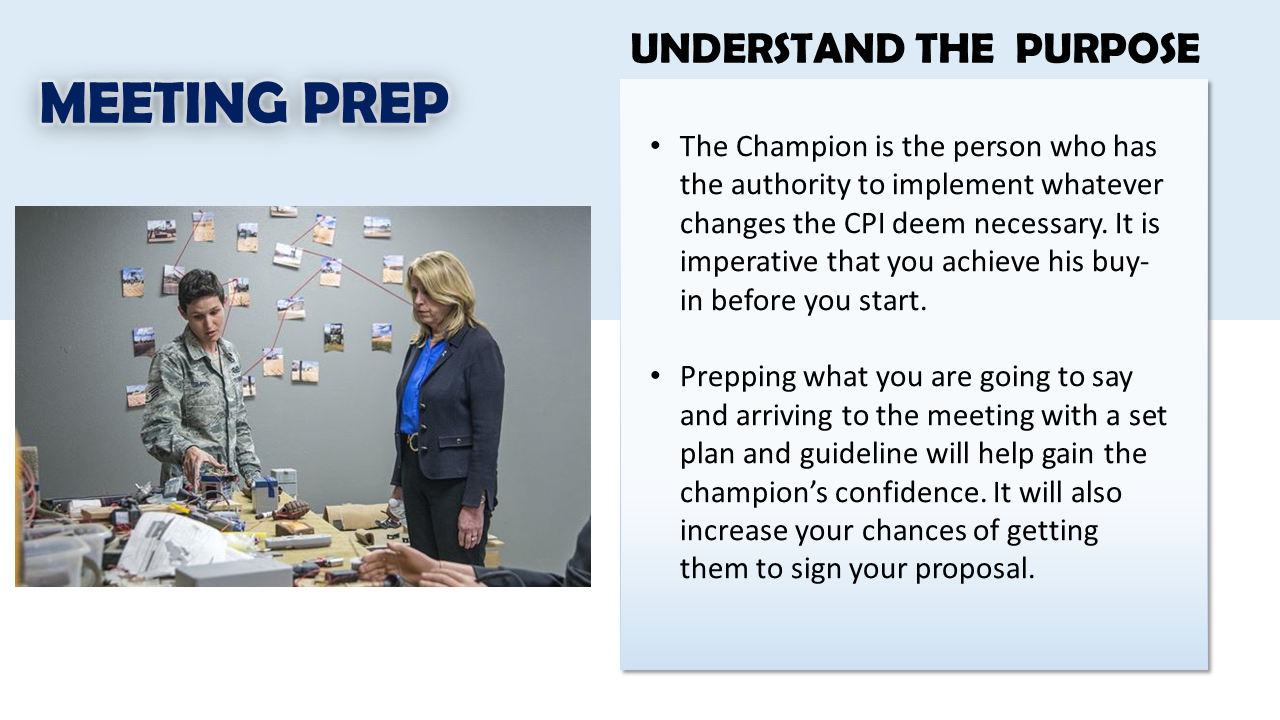 MEETING PREP
UNDERSTAND THE PURPOSE
• The Champion is the person who has
the authority to implement whatever
changes the CPI deem necessary. It is
imperative that you achieve his buy-
in before you start.
• Prepping what you are going to say
and arriving to the meeting with a set
plan and guideline will help gain the
champion’s confidence. It will also
increase your chances of getting
them to sign your proposal.